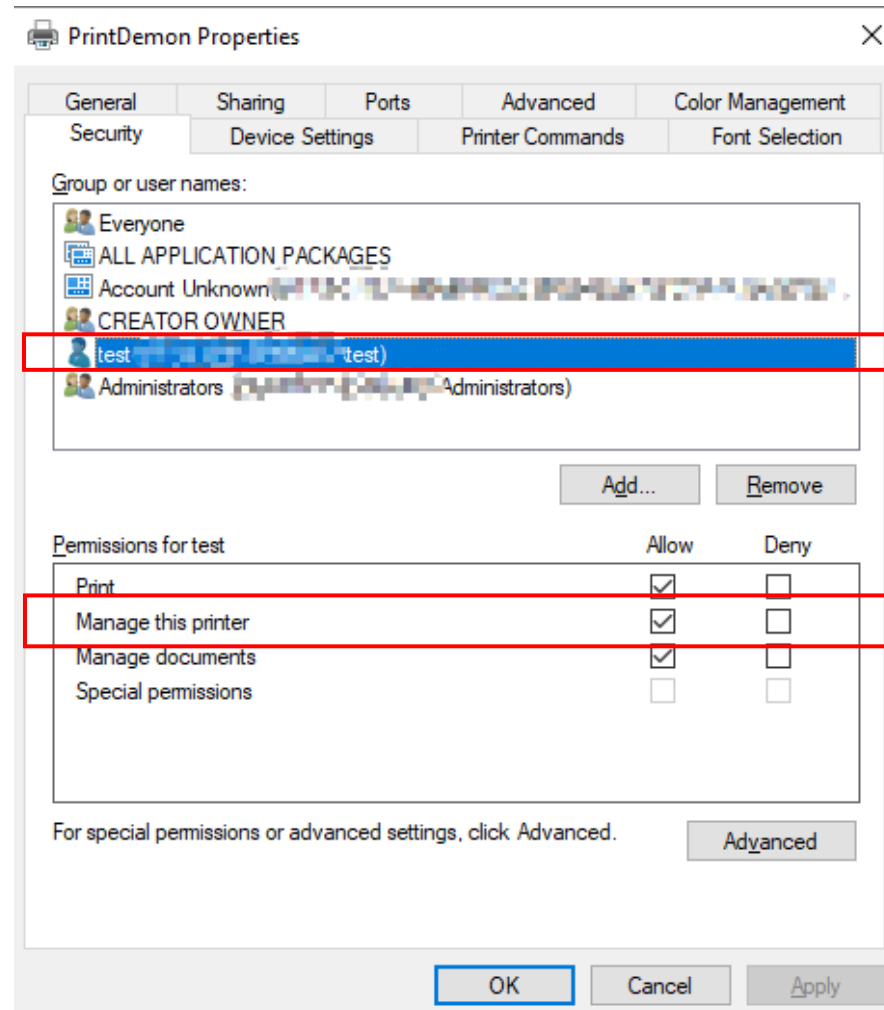 PrintDemon Properties
General Sharing Ports Advanced Color Management
Security Device Settings Printer Commands Font Selection
Group or user names:
Everyone
ALL APPLICATION PACKAGES
Account Unknown(
CREATOR OWNER
test test)
Administrators Administrators)
Add... Remove
Permissions for test Allow Deny
Print
Manage this printer
Manage documents
Special permissions
For special permissions or advanced settings, click Advanced. Advanced
OK Cancel Apply